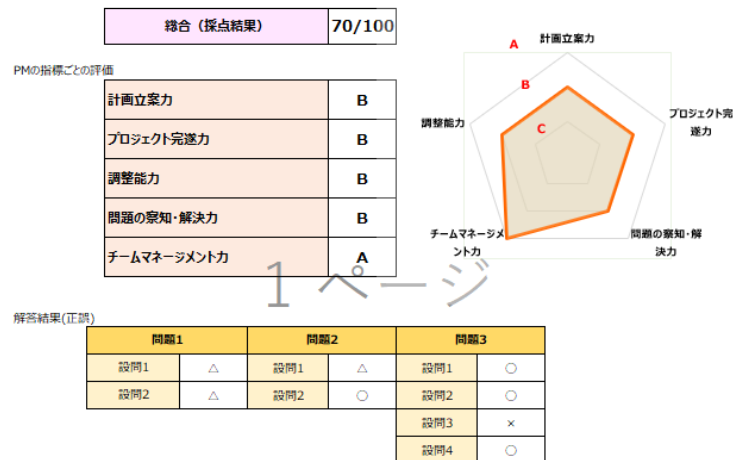 総合（採点結果） 70/100
PMの指標ごとの評価
計画立案力 B
プロジェクト完遂力 B
調整能力 B
問題の察知・解決力 B
チームマネージメント力 A
計画立案力
A
B
C
プロジェクト完
遂力
調整能力
チームマネージメ
ント力
問題の察知・解
決力
1 ページ
解答結果(正誤)
問題1 問題2 問題3
設問1 △ 設問1 △ 設問1 ○
設問2 △ 設問2 ○ 設問2 ○
設問3 ×
設問4 ○